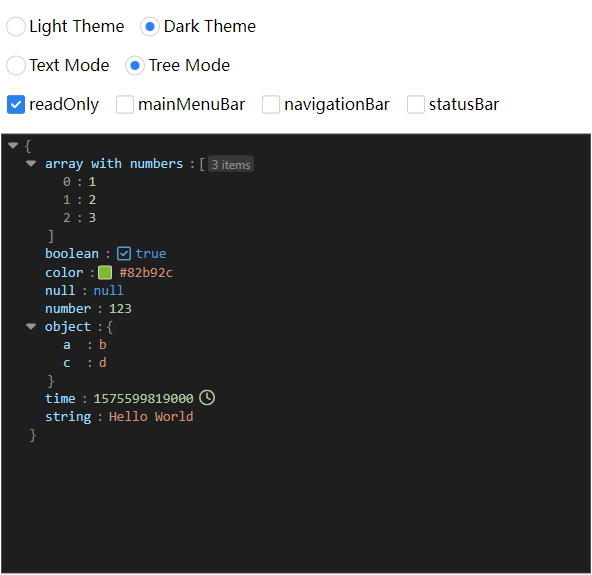 Light Theme Dark Theme
Text Mode Tree Mode
readOnly mainMenuBar navigationBar statusBar
{
array with numbers : [ 3 items
0 : 1
1 : 2
2 : 3
]
boolean : true
color : #82b92c
null : null
number : 123
object : {
a : b
c : d
}
time : 1575599819000
string : Hello World
}